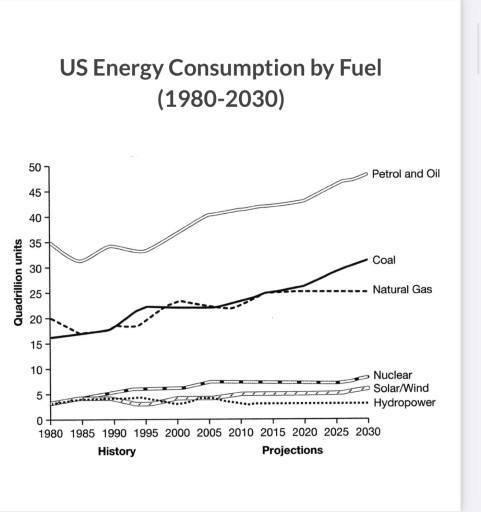 US Energy Consumption by Fuel
(1980-2030)
50
45
40
35
30
25
20
15
10
5
0
Quadrillion units
Petrol and Oil
Coal
Natural Gas
Nuclear
Solar/Wind
Hydropower
1980 1985 1990 1995 2000 2005 2010 2015 2020 2025 2030
History Projections